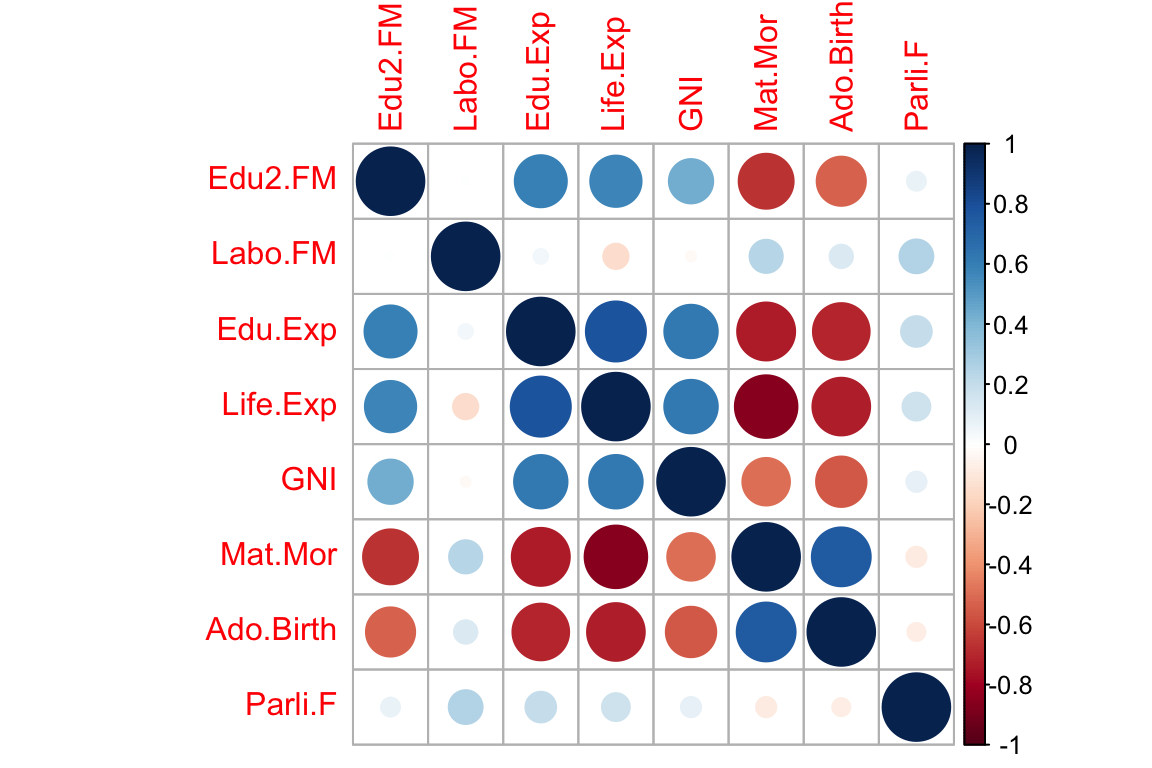 Edu2.FM
Labo.FM
Edu.Exp
Life.Exp
GNI
Mat.Mor
Ado.Birth
Parli.F
Edu2.FM
Labo.FM
Edu.Exp
Life.Exp
GNI
Mat.Mor
Ado.Birth
Parli.F
1
0.8
0.6
0.4
0.2
0
-0.2
-0.4
-0.6
-0.8
-1